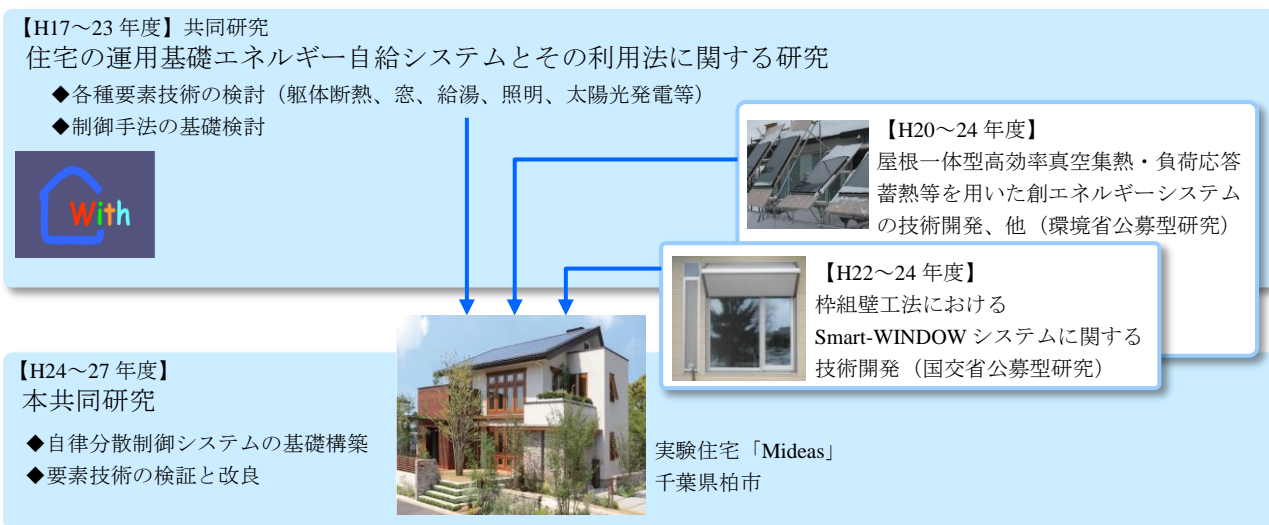 【H17～23 年度】共同研究
住宅の運用基礎エネルギー自給システムとその利用法に関する研究
◆各種要素技術の検討（躯体断熱、窓、給湯、照明、太陽光発電等）
◆制御手法の基礎検討
With
【H20～24 年度】
屋根一体型高効率真空集熱・負荷応答
蓄熱等を用いた創エネルギーシステム
の技術開発、他（環境省公募型研究）
【H22～24 年度】
枠組壁工法における
Smart-WINDOW システムに関する
技術開発（国交省公募型研究）
【H24～27 年度】
本共同研究
◆自律分散制御システムの基礎構築
◆要素技術の検証と改良
実験住宅「Mideas」
千葉県柏市